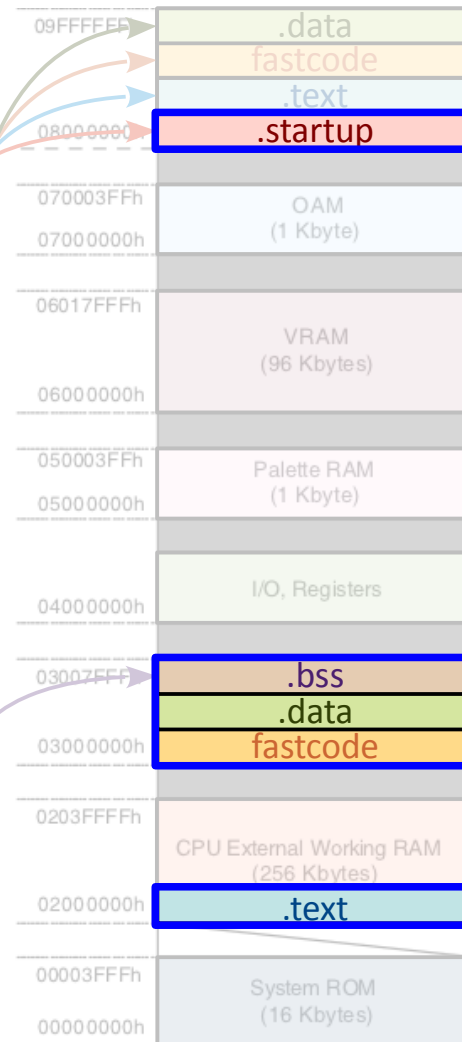 09FFFFFF
.data
fastcode
.text
08000000h
.startup
070003FFh
OAM
(1 Kbyte)
07000000h
06017FFFh
VRAM
(96 Kbytes)
06000000h
050003FFh
Palette RAM
(1 Kbyte)
05000000h
I/O, Registers
04000000h
03007FFF
.bss
.data
03000000h
fastcode
0203FFFFh
CPU External Working RAM
(256 Kbytes)
02000000h
.text
00003FFFh
System ROM
(16 Kbytes)
00000000h